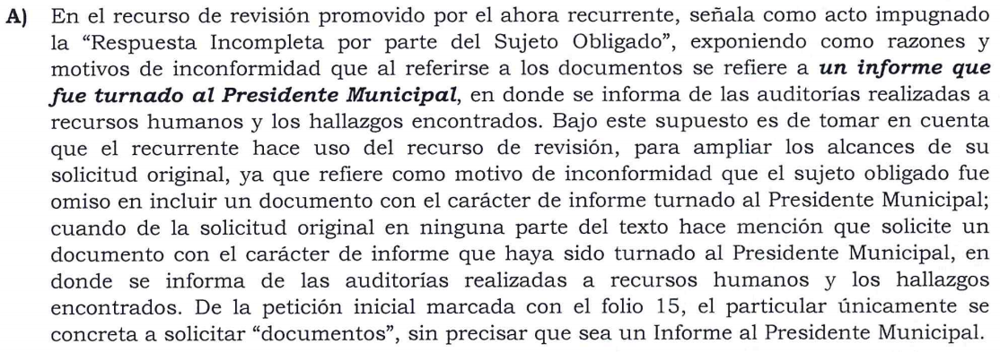 A) En el recurso de revisión promovido por el ahora recurrente, señala como acto impugnado
la “Respuesta Incompleta por parte del Sujeto Obligado”, exponiendo como razones y
motivos de inconformidad que al referirse a los documentos se refiere a un informe que
fue turnado al Presidente Municipal, en donde se informa de las auditorías realizadas a
recursos humanos y los hallazgos encontrados. Bajo este supuesto es de tomar en cuenta
que el recurrente hace uso del recurso de revisión, para ampliar los alcances de su
solicitud original, ya que refiere como motivo de inconformidad que el sujeto obligado fue
omiso en incluir un documento con el carácter de informe turnado al Presidente Municipal;
cuando de la solicitud original en ninguna parte del texto hace mención que solicite un
documento con el carácter de informe que haya sido turnado al Presidente Municipal, en
donde se informa de las auditorías realizadas a recursos humanos y los hallazgos
encontrados. De la petición inicial marcada con el folio 15, el particular únicamente se
concreta a solicitar “documentos”, sin precisar que sea un Informe al Presidente Municipal.